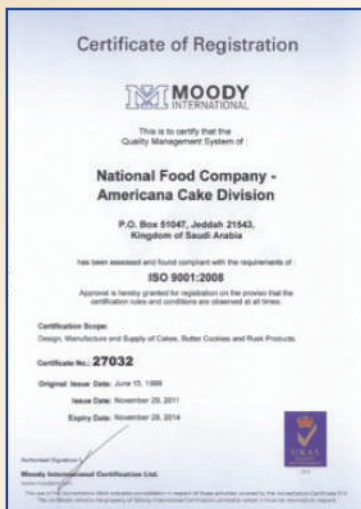 Certificate of Registration
MOODY
INTERNATIONAL
This is to certify that the
Quality Management System of :
National Food Company -
Americana Cake Division
P.O. Box 51047, Jeddah 21543,
Kingdom of Saudi Arabia
has been assessed and found compliant with the requirements of :
ISO 9001:2008
Approval is hereby granted for registration on the proviso that the
certification rules and conditions are observed at all times.
Certification Scope:
Design, Manufacture and Supply of Cakes, Butter Cookies and Rusk Products.
Certificate No.: 27032
Original Issue Date: June 15, 1998
Issue Date: November 29, 2011
Expiry Date: November 28, 2014
Authorised Signatory
Moody International Certification Ltd.
UKAS